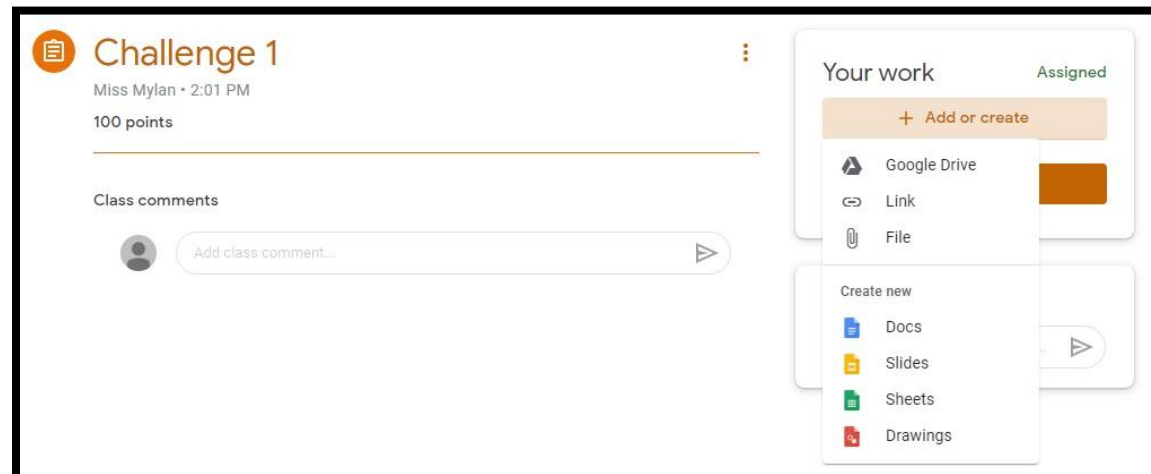 Challenge 1
Miss Mylan • 2:01 PM
100 points
Class comments
Add class comment...
Your work
Assigned
+ Add or create
Google Drive
Link
File
Create new
Docs
Slides
Sheets
Drawings